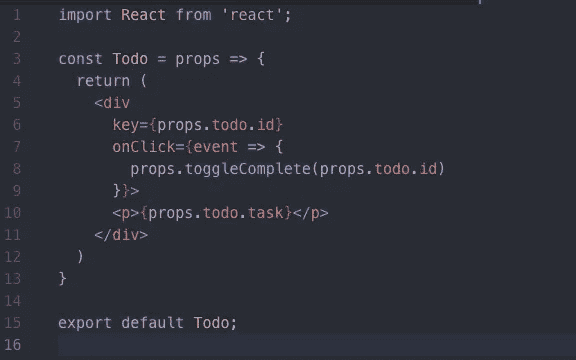 1 import React from 'react';
2
3 const Todo = props => {
4 return (
5 <div
6 key={props.todo.id}
7 onClick={event => {
8 props.toggleComplete(props.todo.id)
9 }}>
10 <p>{props.todo.task}</p>
11 </div>
12 )
13 }
14
15 export default Todo;
16